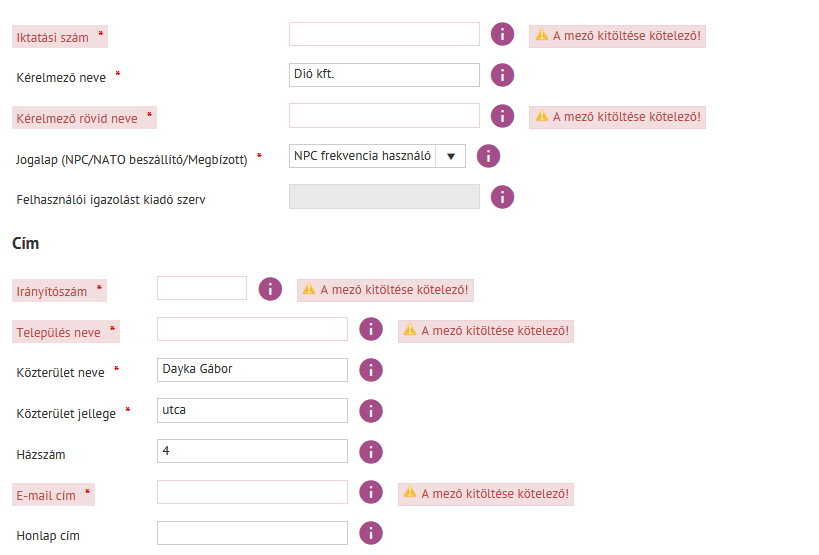 Iktatási szám * A mező kitöltése kötelező!
Kérelmező neve * Dió kft.
Kérelmező rövid neve * A mező kitöltése kötelező!
Jogalap (NPC/NATO beszállító/Megbízott) * NPC frekvencia használó
Felhasználói igazolást kiadó szerv
Cím
Irányítószám * A mező kitöltése kötelező!
Település neve * A mező kitöltése kötelező!
Közterület neve * Dayka Gábor
Közterület jellege * utca
Házszám 4
E-mail cím * A mező kitöltése kötelező!
Honlap cím